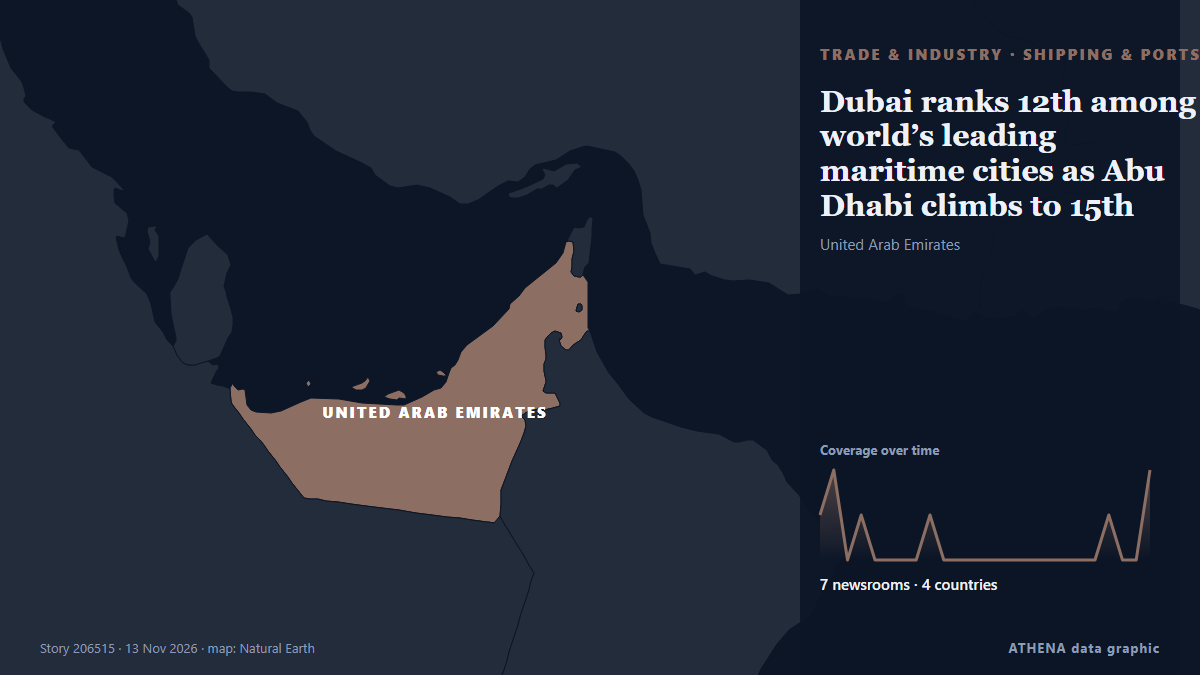 TRADE & INDUSTRY · SHIPPING & PORTS
Dubai ranks 12th among
world’s leading
maritime cities as Abu
Dhabi climbs to 15th
United Arab Emirates
UNITED ARAB EMIRATES
Coverage over time
7 newsrooms · 4 countries
Story 206515 · 13 Nov 2026 · map: Natural Earth
ATHENA data graphic